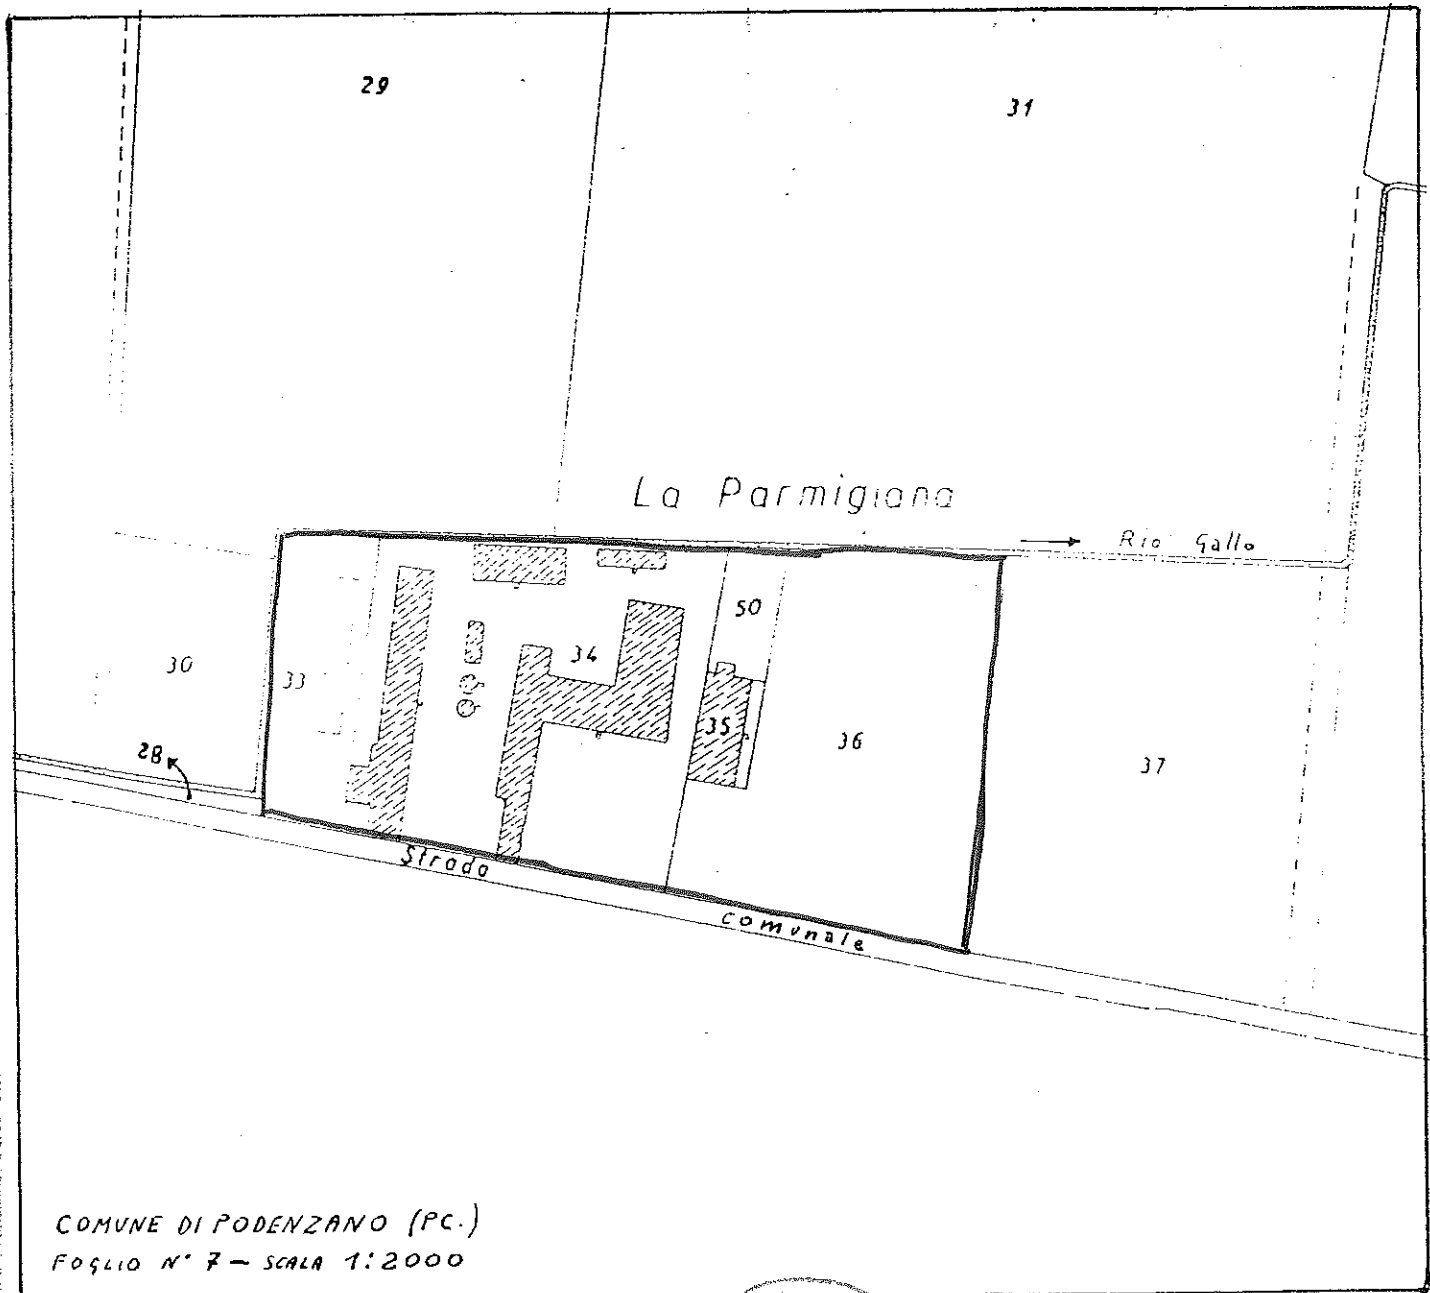 29
31
La Parmigiana
Rio Gallo
50
34
30
33
35
36
28
37
Strada
comunale
COMUNE DI PODENZANO (PC.)
FOGLIO N° 7 - SCALA 1:2000